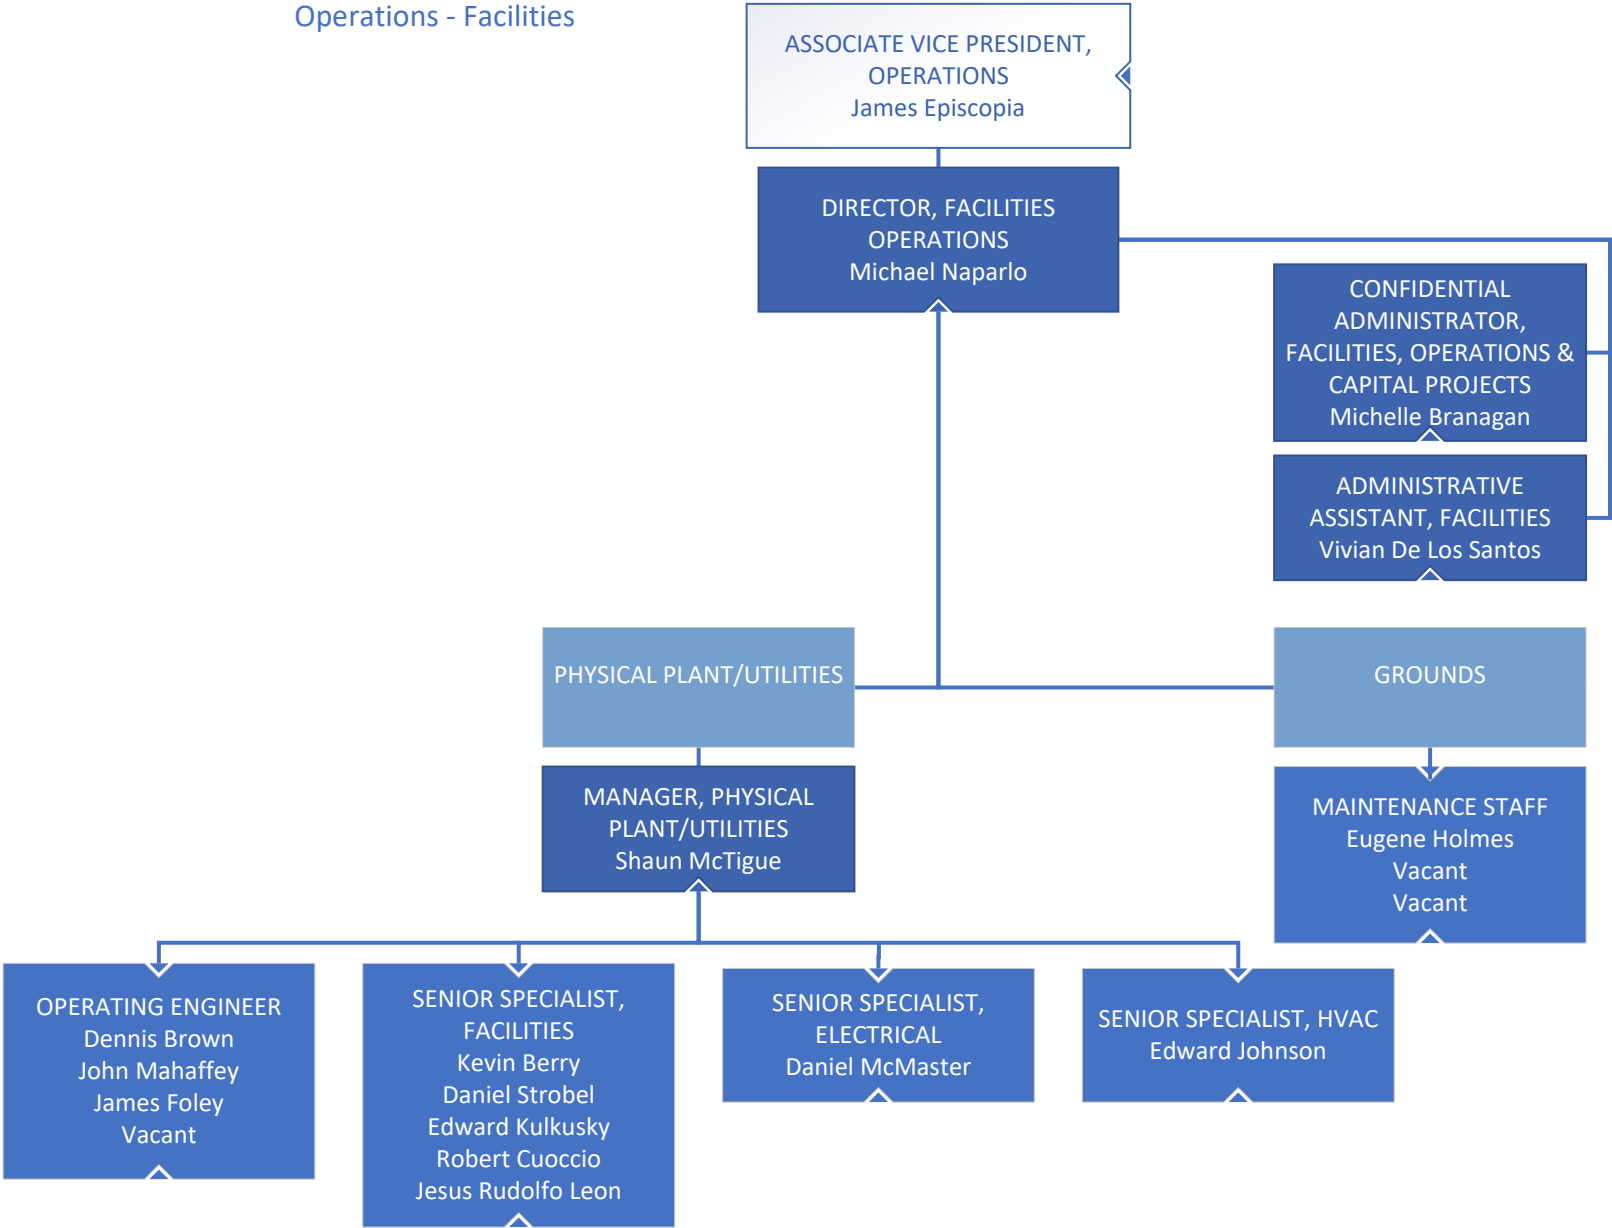 Operations - Facilities
ASSOCIATE VICE PRESIDENT,
OPERATIONS
James Episcopia
DIRECTOR, FACILITIES
OPERATIONS
Michael Naparlo
CONFIDENTIAL
ADMINISTRATOR,
FACILITIES, OPERATIONS &
CAPITAL PROJECTS
Michelle Branagan
ADMINISTRATIVE
ASSISTANT, FACILITIES
Vivian De Los Santos
PHYSICAL PLANT/UTILITIES
GROUNDS
MANAGER, PHYSICAL
PLANT/UTILITIES
Shaun McTigue
MAINTENANCE STAFF
Eugene Holmes
Vacant
Vacant
OPERATING ENGINEER
Dennis Brown
John Mahaffey
James Foley
Vacant
SENIOR SPECIALIST,
FACILITIES
Kevin Berry
Daniel Strobel
Edward Kulkusky
Robert Cuoccio
Jesus Rudolfo Leon
SENIOR SPECIALIST,
ELECTRICAL
Daniel McMaster
SENIOR SPECIALIST, HVAC
Edward Johnson